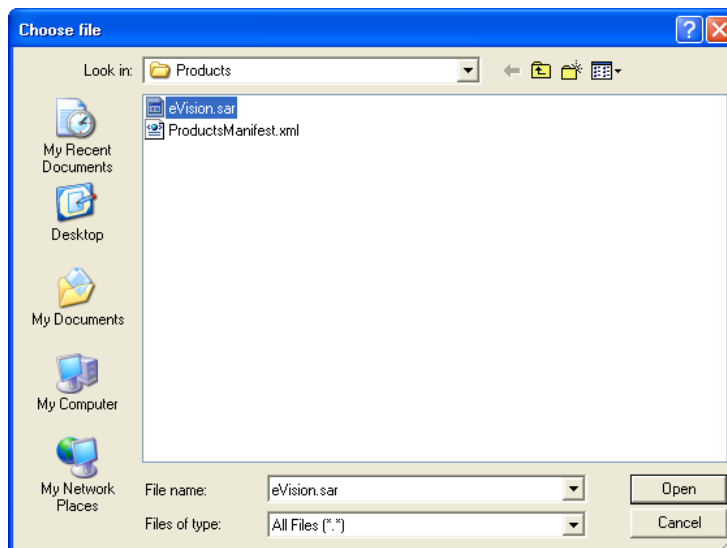 Choose file
Look in: Products
eVision.sar
ProductsManifest.xml
My Recent
Documents
Desktop
My Documents
My Computer
My Network
Places
File name: eVision.sar Open
Files of type: All Files (*.*) Cancel